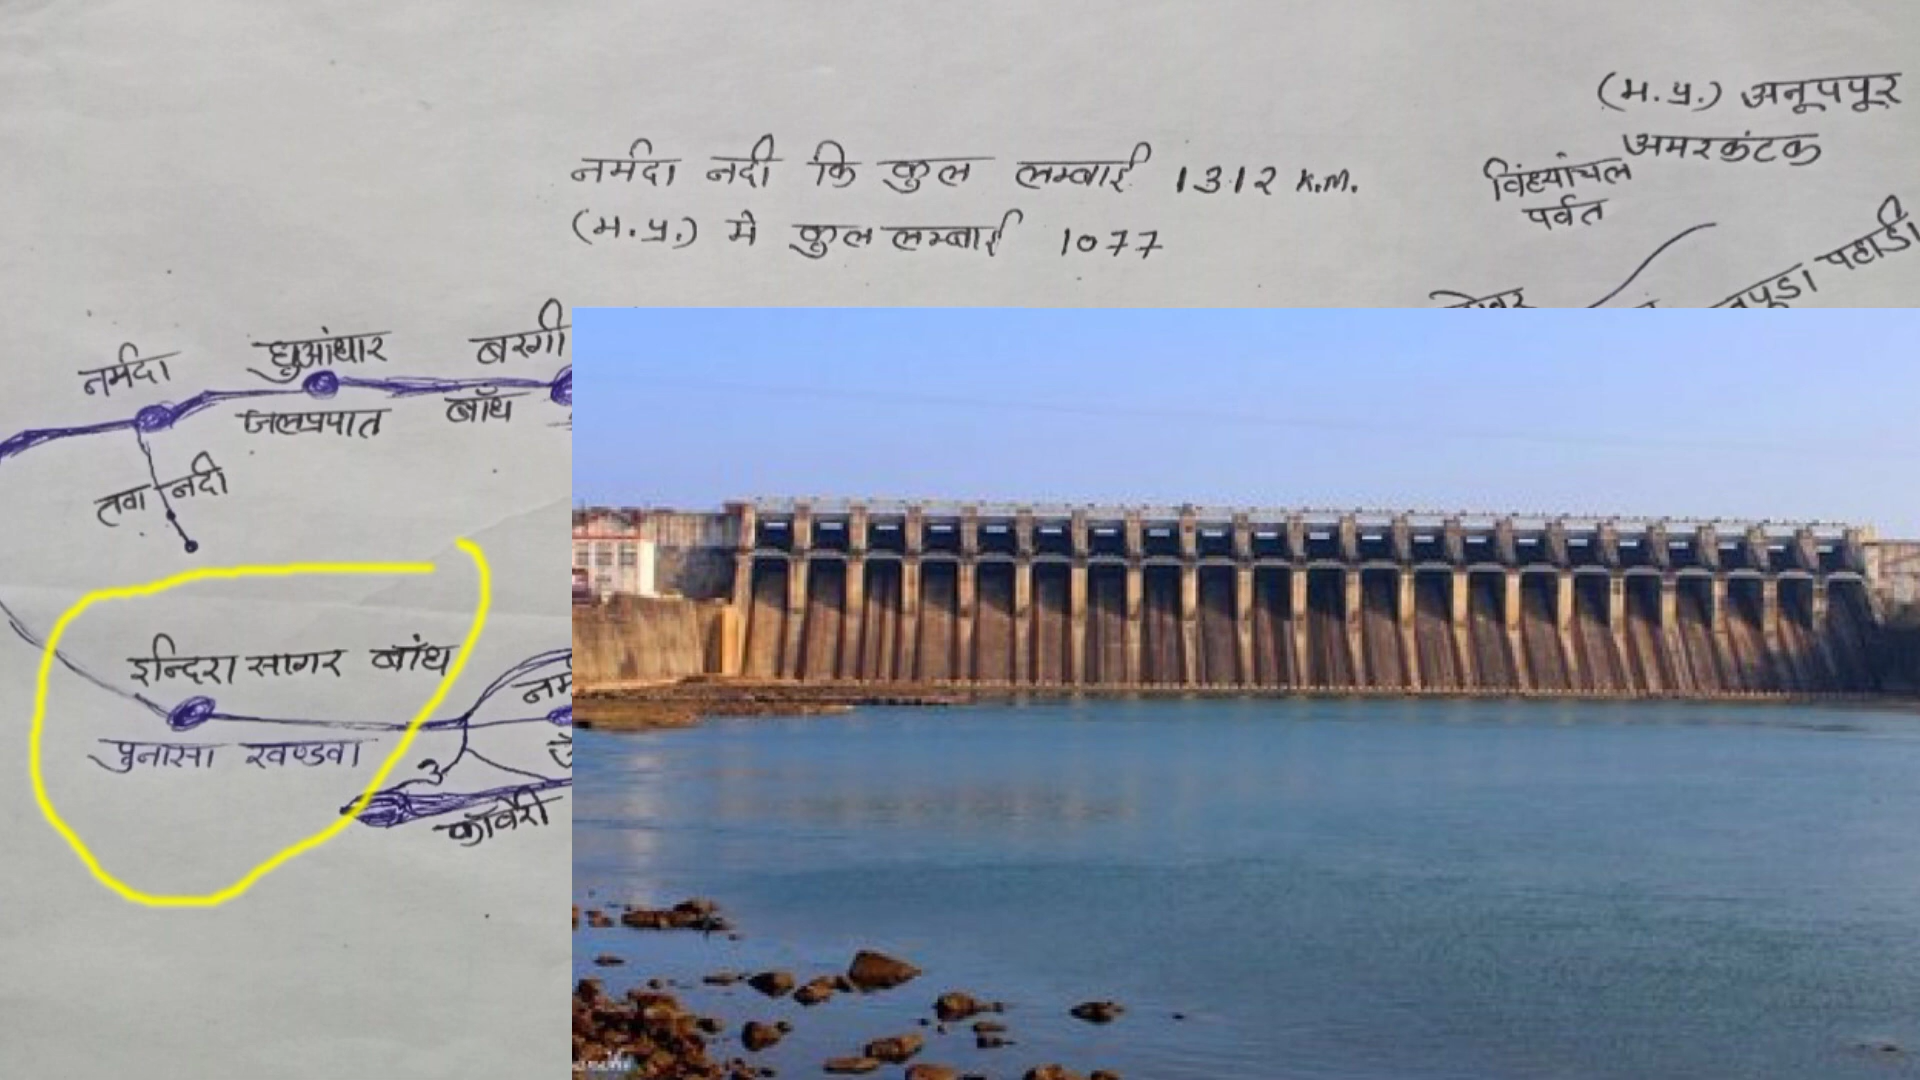 (म.प्र.) अनूपपूर
अमरकंटक
विंध्यांचल
पर्वत
नर्मदा नदी कि कुल लम्बाई 1312 K.M.
(म.प्र.) मे कुल लम्बाई 1077
पहाडी
नर्मदा
धुआंधार
जलप्रपात
बरगी
बाँध
तवा नदी
इन्दिरा सागर बांध
पुनासा खण्डवा
कॉवेरी